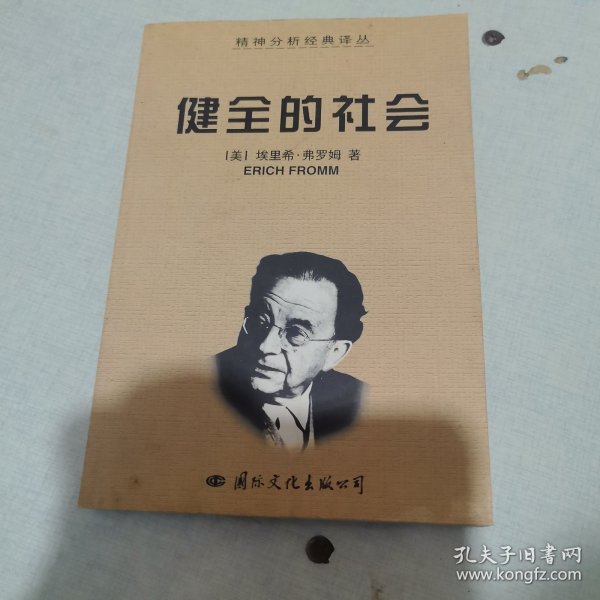 精神分析经典译丛
健全的社会
[美] 埃里希·弗罗姆 著
ERICH FROMM
国际文化出版公司
孔夫子旧书网
www.kongfz.com